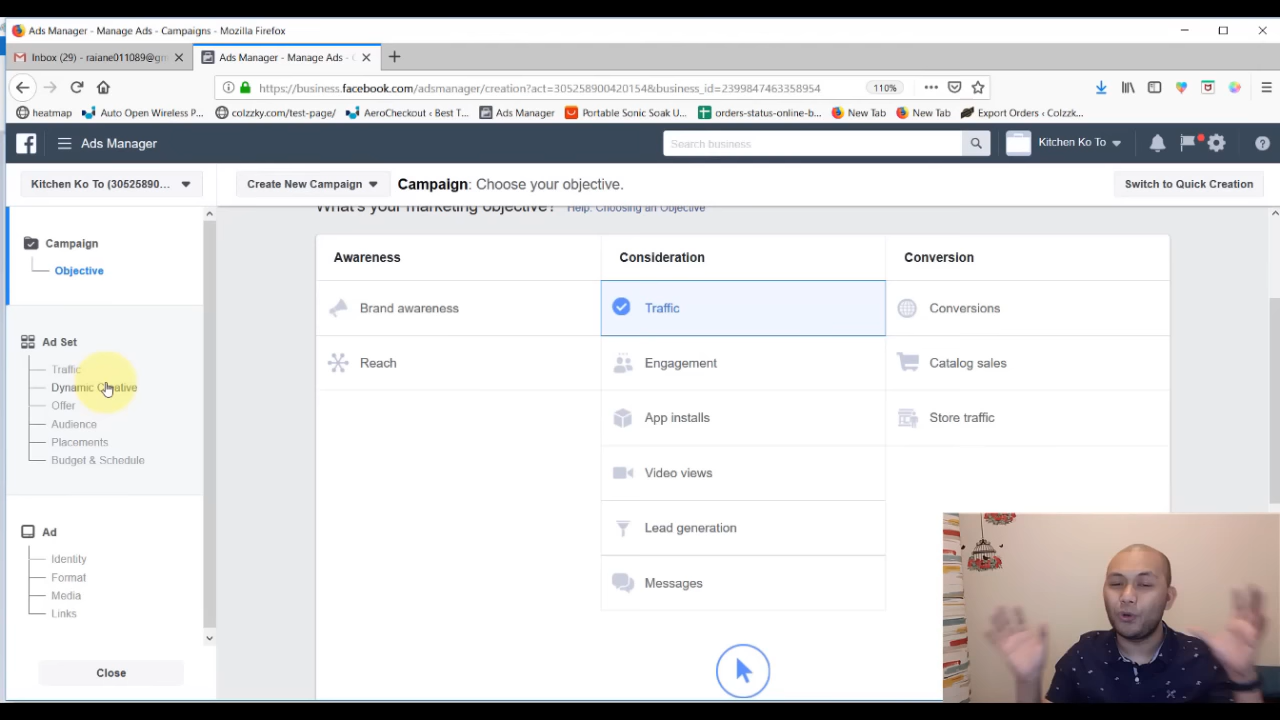 Ads Manager - Manage Ads - Campaigns - Mozilla Firefox
Inbox (29) - raiane011089@gm
Ads Manager - Manage Ads -
https://business.facebook.com/adsmanager/creation?act=305258900420154&business_id=2399847463358954
110%
heatmap
Auto Open Wireless P...
colzzky.com/test-page/
AeroCheckout ‹ Best T...
Ads Manager
Portable Sonic Soak U...
orders-status-online-b...
New Tab
New Tab
Export Orders ‹ Colzzk...
Ads Manager
Search business
Kitchen Ko To
Kitchen Ko To (30525890...
Create New Campaign
Campaign: Choose your objective.
Switch to Quick Creation
What's your marketing objective? Help: Choosing an Objective
Campaign
Objective
Ad Set
Traffic
Dynamic Creative
Offer
Audience
Placements
Budget & Schedule
Ad
Identity
Format
Media
Links
Close
Awareness
Brand awareness
Reach
Consideration
Traffic
Engagement
App installs
Video views
Lead generation
Messages
Conversion
Conversions
Catalog sales
Store traffic